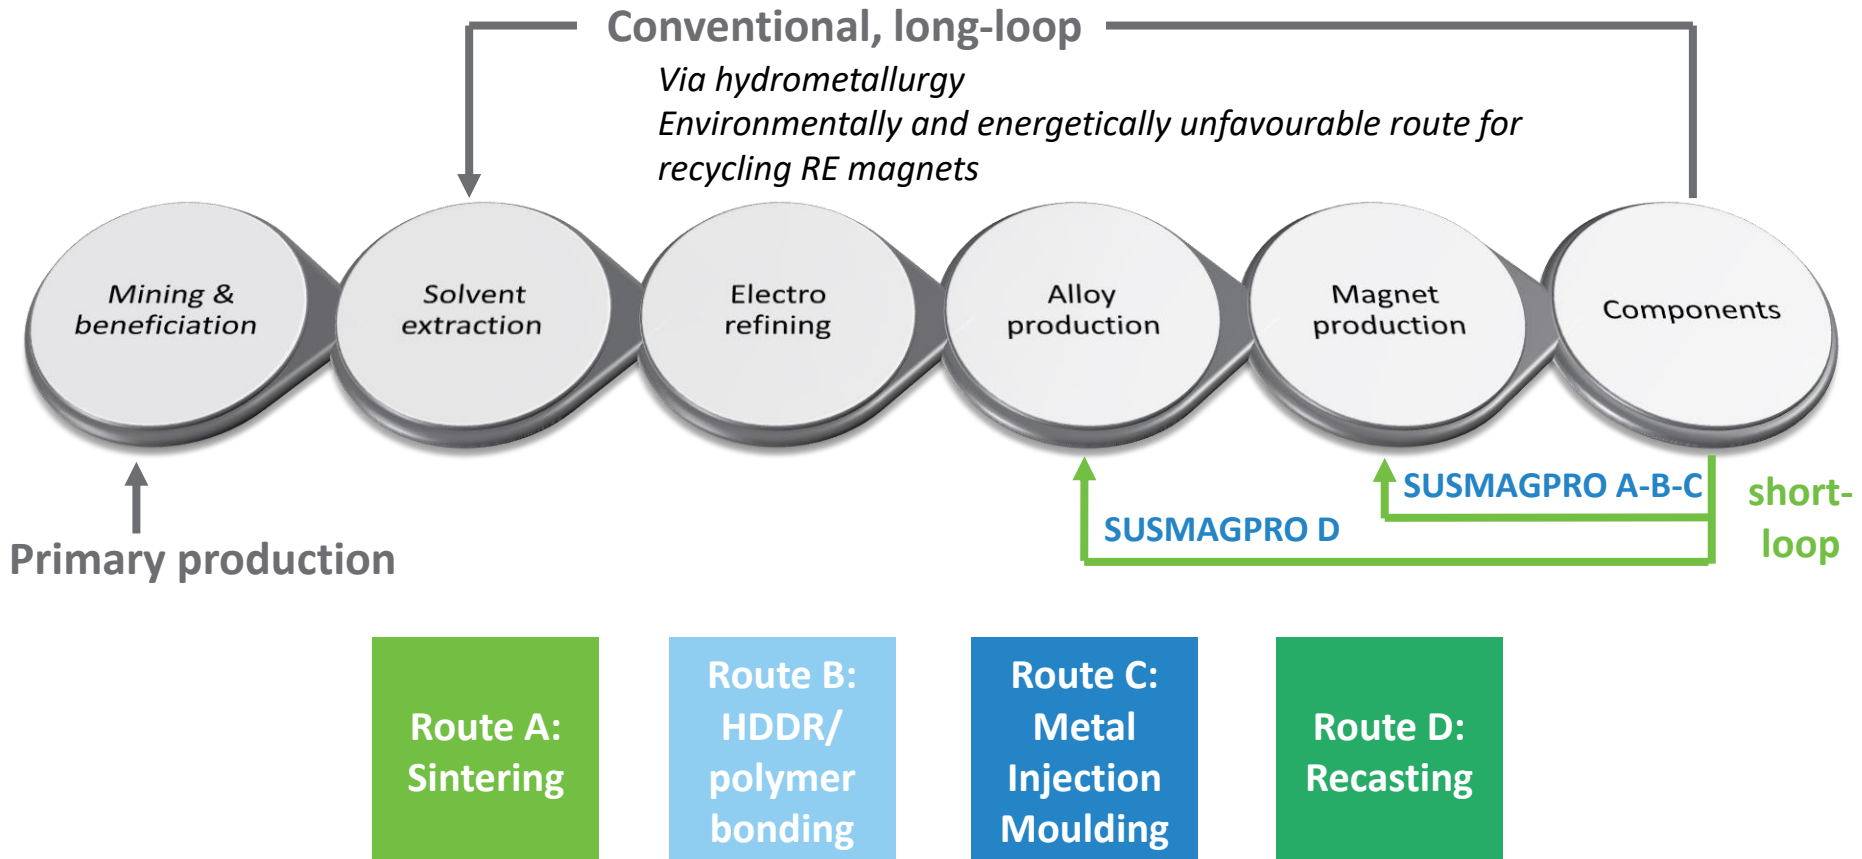 Conventional, long-loop
Via hydrometallurgy
Environmentally and energetically unfavourable route for
recycling RE magnets
Mining &
beneficiation
Solvent
extraction
Electro
refining
Alloy
production
Magnet
production
Components
Primary production
SUSMAGPRO D
SUSMAGPRO A-B-C
short-
loop
Route A:
Sintering
Route B:
HDDR/
polymer
bonding
Route C:
Metal
Injection
Moulding
Route D:
Recasting